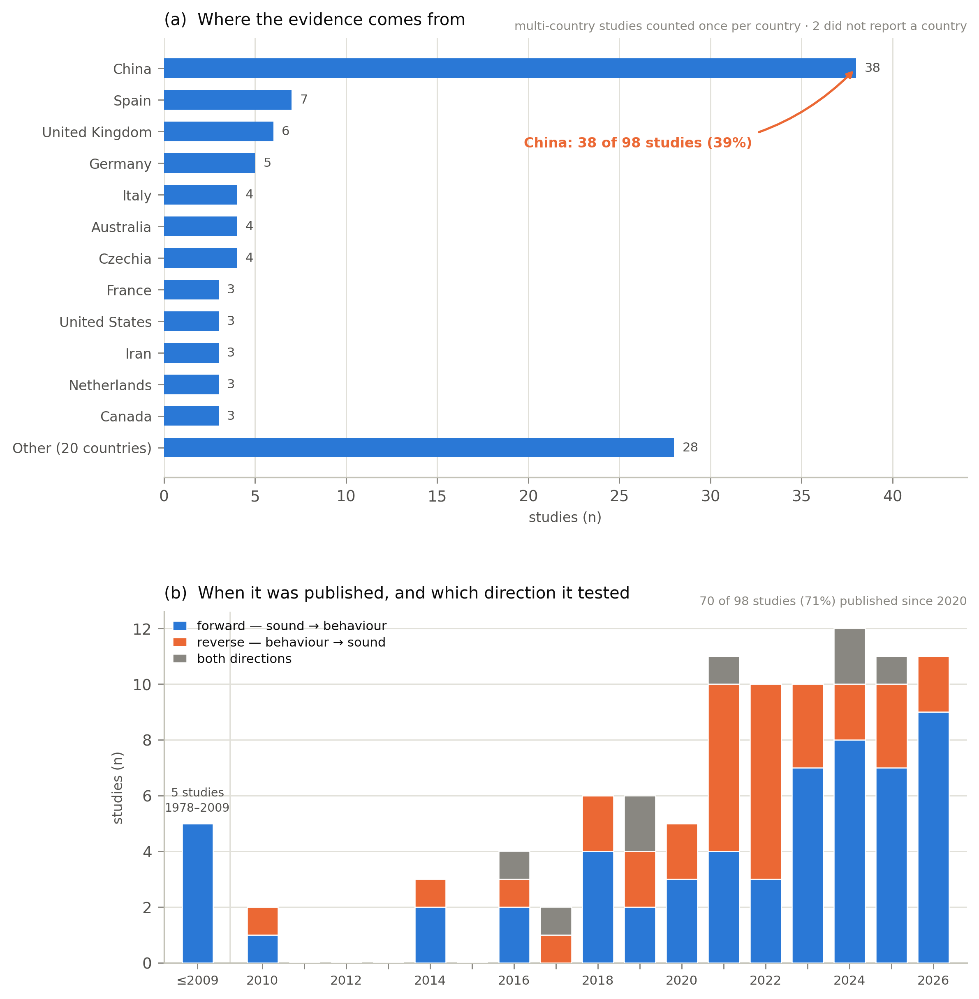 (a)  Where the evidence comes from
multi-country studies counted once per country · 2 did not report a country
China
38
Spain
7
United Kingdom
6
China: 38 of 98 studies (39%)
Germany
5
Italy
4
Australia
4
Czechia
4
France
3
United States
3
Iran
3
Netherlands
3
Canada
3
Other (20 countries)
28
0 5 10 15 20 25 30 35 40
studies (n)
(b)  When it was published, and which direction it tested
70 of 98 studies (71%) published since 2020
forward — sound → behaviour
reverse — behaviour → sound
both directions
12
10
8
6
4
2
0
studies (n)
5 studies
1978–2009
≤2009 2010 2012 2014 2016 2018 2020 2022 2024 2026